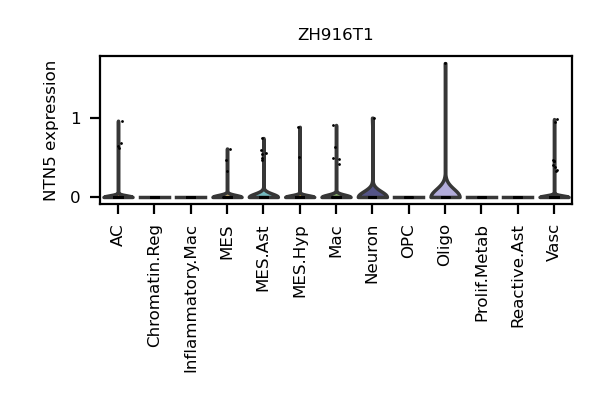 ZH916T1
NTN5 expression
1
0
AC
Chromatin.Reg
Inflammatory.Mac
MES
MES.Ast
MES.Hyp
Mac
Neuron
OPC
Oligo
Prolif.Metab
Reactive.Ast
Vasc